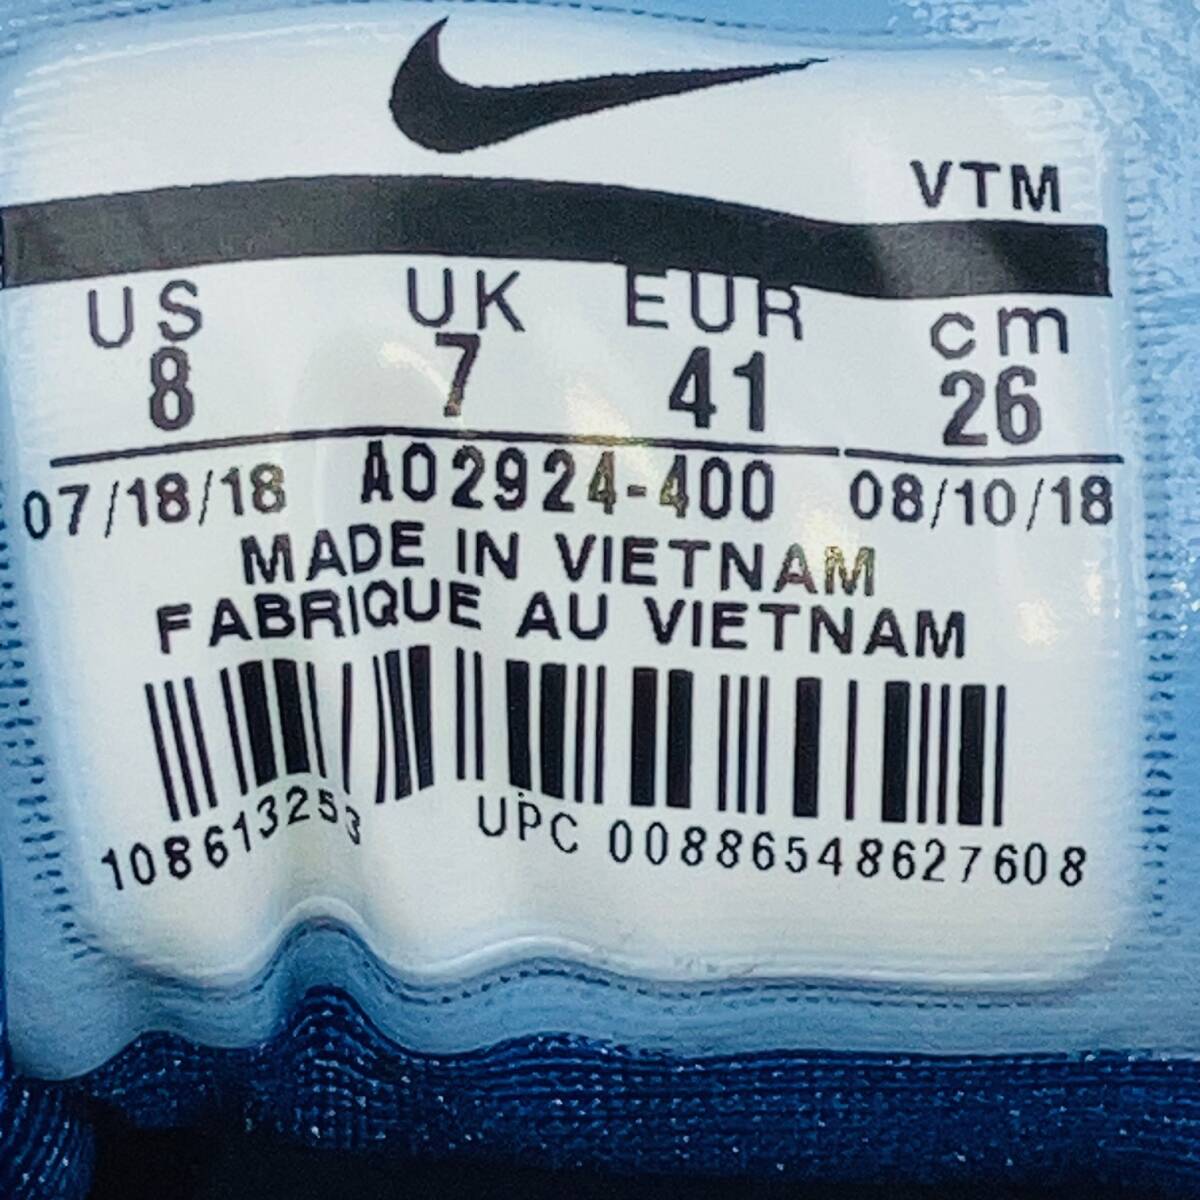 VTM
US UK EUR cm
8 7 41 26
07/18/18 AO2924-400 08/10/18
MADE IN VIETNAM
FABRIQUE AU VIETNAM
108613253 UPC 00886548627608